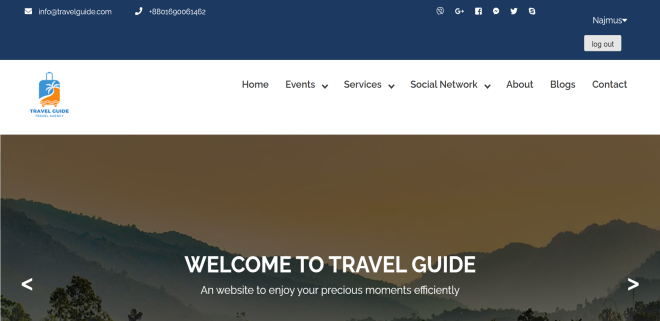 info@travelguide.com +8801690061462
Najmus
log out
Home Events Services Social Network About Blogs Contact
TRAVEL GUIDE
TRAVEL AGENCY
WELCOME TO TRAVEL GUIDE
An website to enjoy your precious moments efficiently